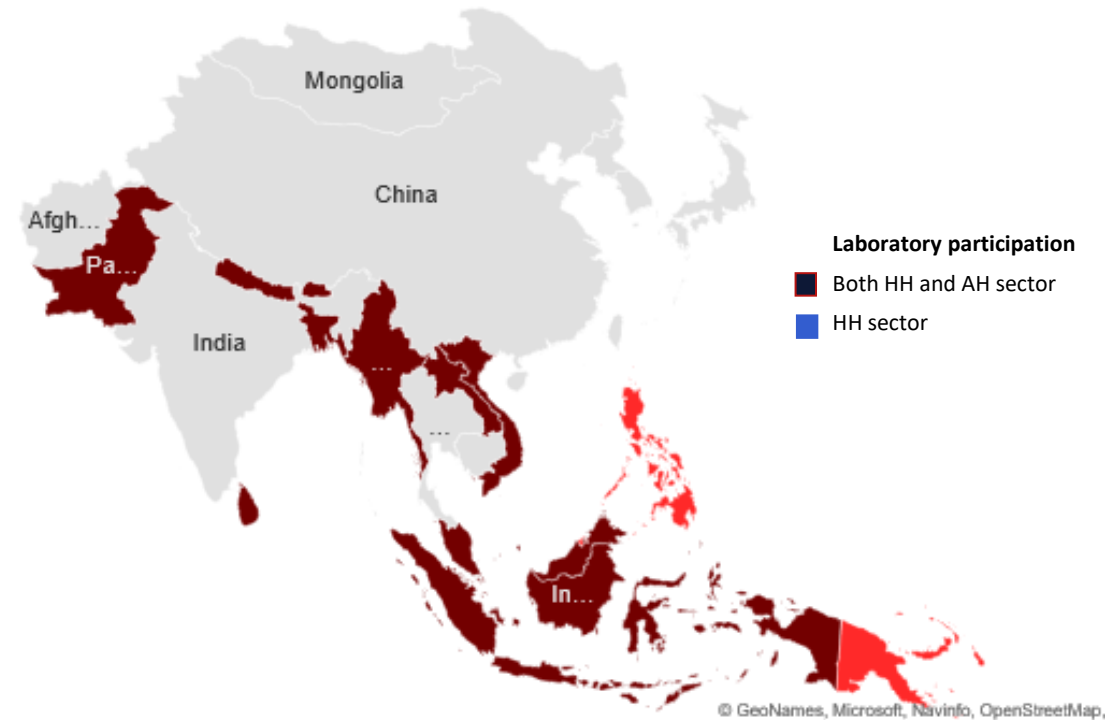 Mongolia
China
Afgh...
Pa...
India
...
...
In...
Laboratory participation
Both HH and AH sector
HH sector
© GeoNames, Microsoft, Navinfo, OpenStreetMap,